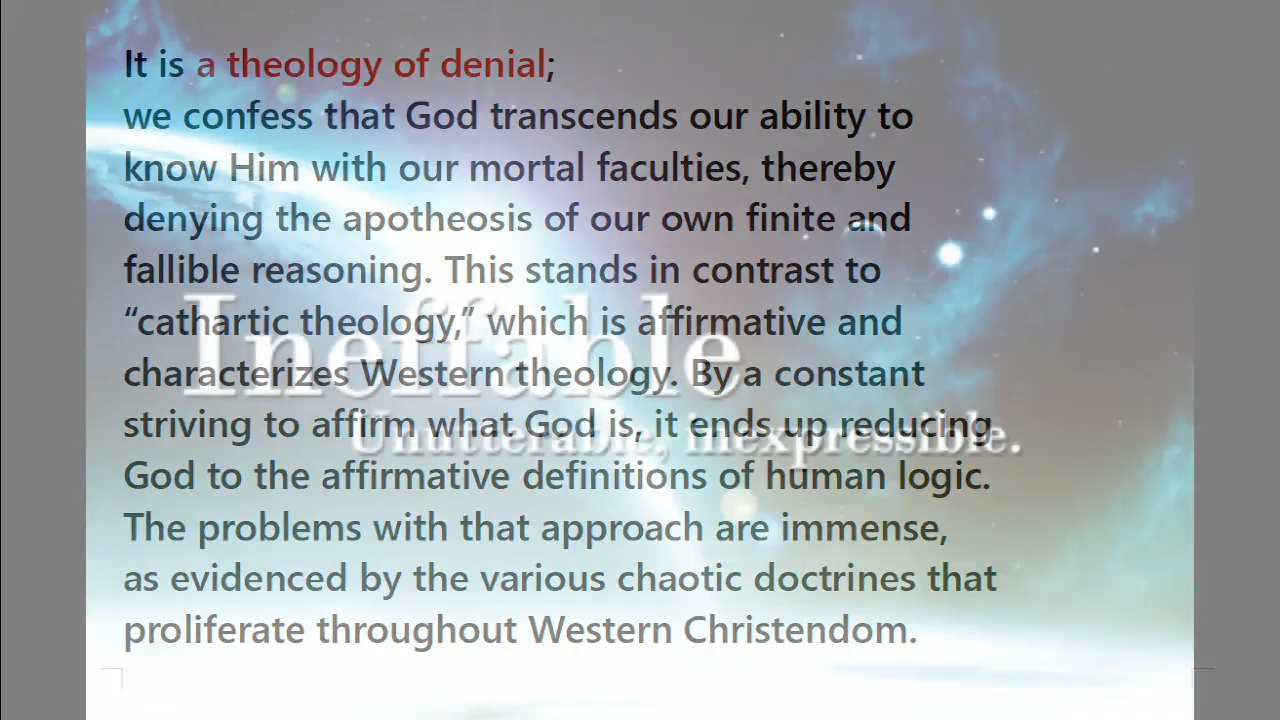 It is a theology of denial;
we confess that God transcends our ability to
know Him with our mortal faculties, thereby
denying the apotheosis of our own finite and
fallible reasoning. This stands in contrast to
“cathartic theology,” which is affirmative and
characterizes Western theology. By a constant
striving to affirm what God is, it ends up reducing
God to the affirmative definitions of human logic.
The problems with that approach are immense,
as evidenced by the various chaotic doctrines that
proliferate throughout Western Christendom.
Ineffable
Unutterable, inexpressible.